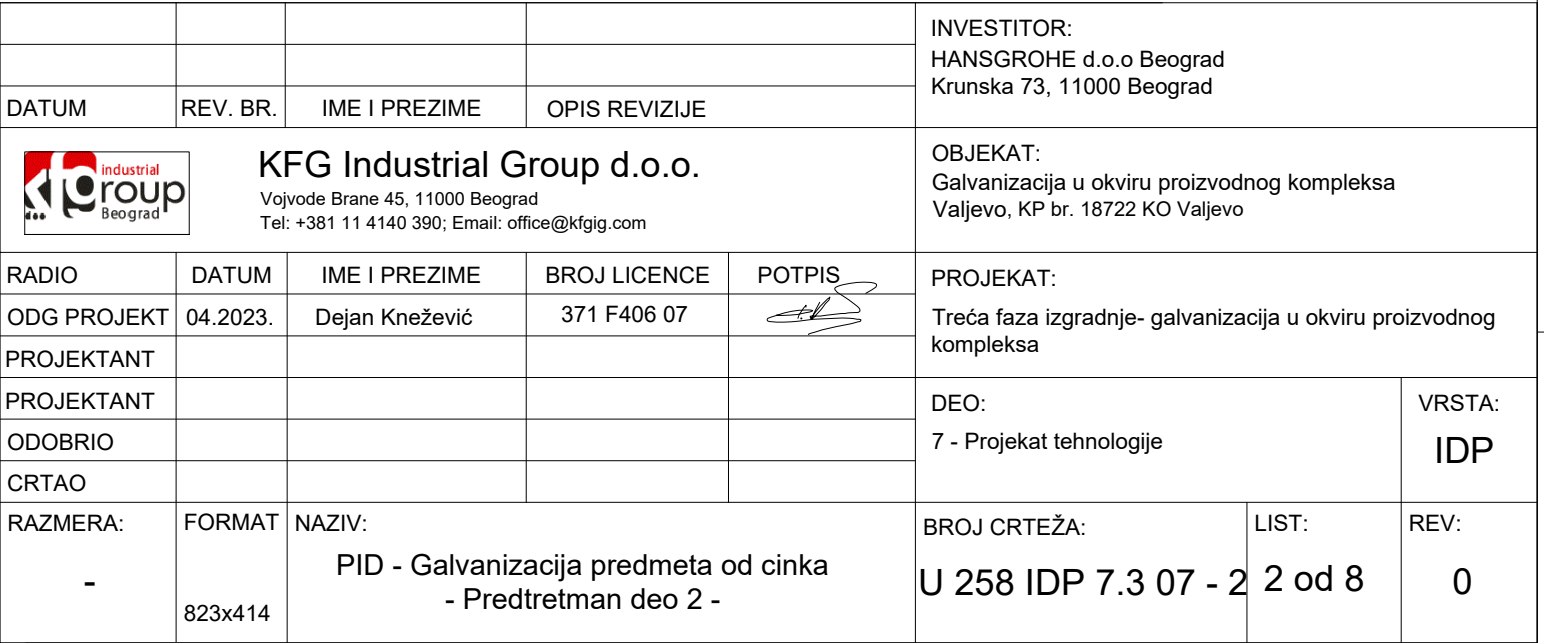 INVESTITOR:
HANSGROHE d.o.o Beograd
Krunska 73, 11000 Beograd
DATUM REV. BR. IME I PREZIME OPIS REVIZIJE
kfg industrial group Beograd
KFG Industrial Group d.o.o.
Vojvode Brane 45, 11000 Beograd
Tel: +381 11 4140 390; Email: office@kfgig.com
OBJEKAT:
Galvanizacija u okviru proizvodnog kompleksa
Valjevo, KP br. 18722 KO Valjevo
RADIO DATUM IME I PREZIME BROJ LICENCE POTPIS
ODG PROJEKT 04.2023. Dejan Knežević 371 F406 07
PROJEKTANT
PROJEKTANT
ODOBRIO
CRTAO
PROJEKAT:
Treća faza izgradnje- galvanizacija u okviru proizvodnog
kompleksa
DEO:
7 - Projekat tehnologije
VRSTA:
IDP
RAZMERA:
-
FORMAT
823x414
NAZIV:
PID - Galvanizacija predmeta od cinka
- Predtretman deo 2 -
BROJ CRTEŽA:
U 258 IDP 7.3 07 - 2
LIST:
2 od 8
REV:
0